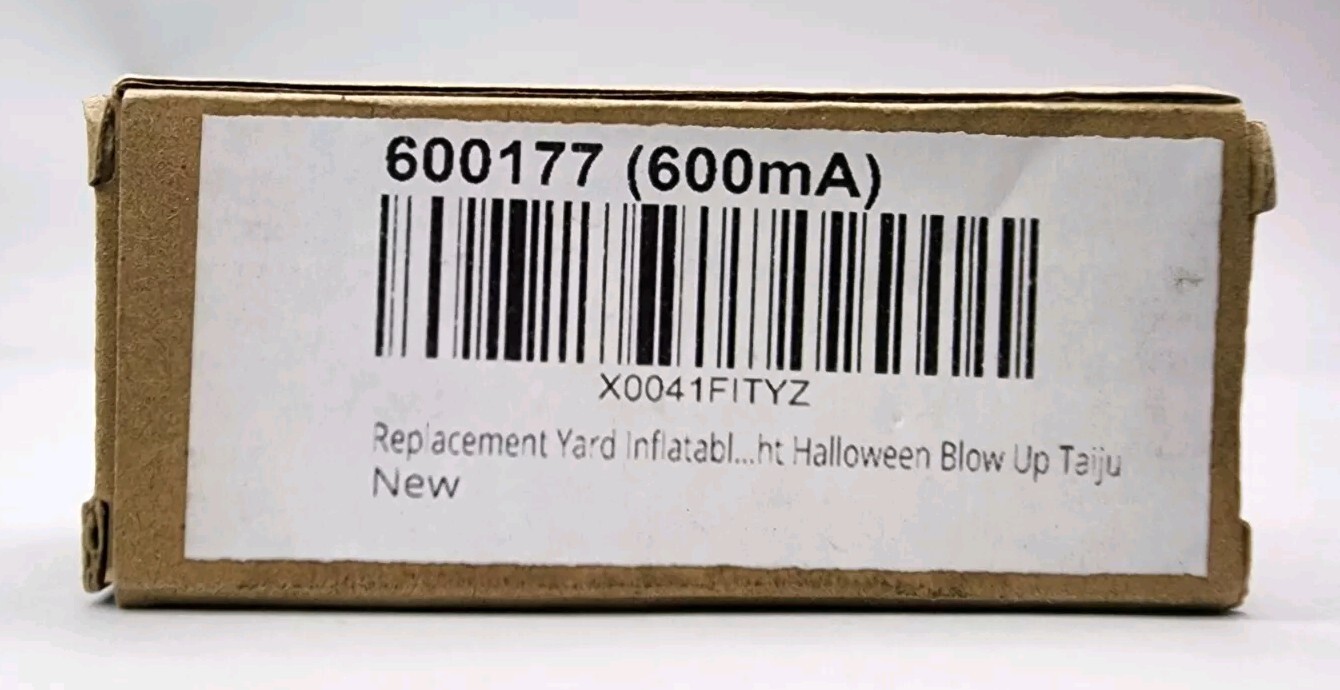 600177 (600mA)
X0041FITYZ
Replacement Yard Inflatabl...ht Halloween Blow Up Taiju
New